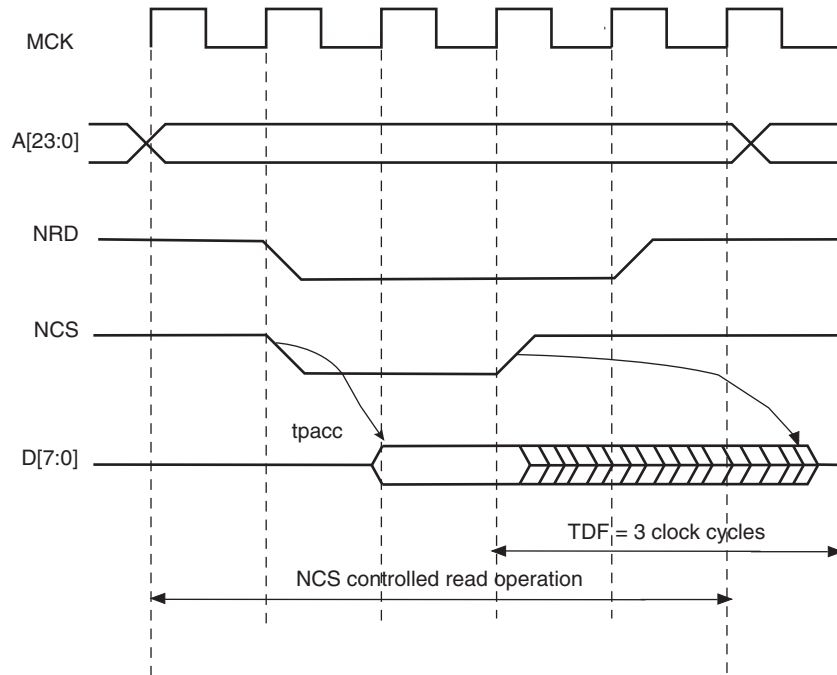 MCK
A[23:0]
NRD
NCS
tpacc
D[7:0]
TDF = 3 clock cycles
NCS controlled read operation